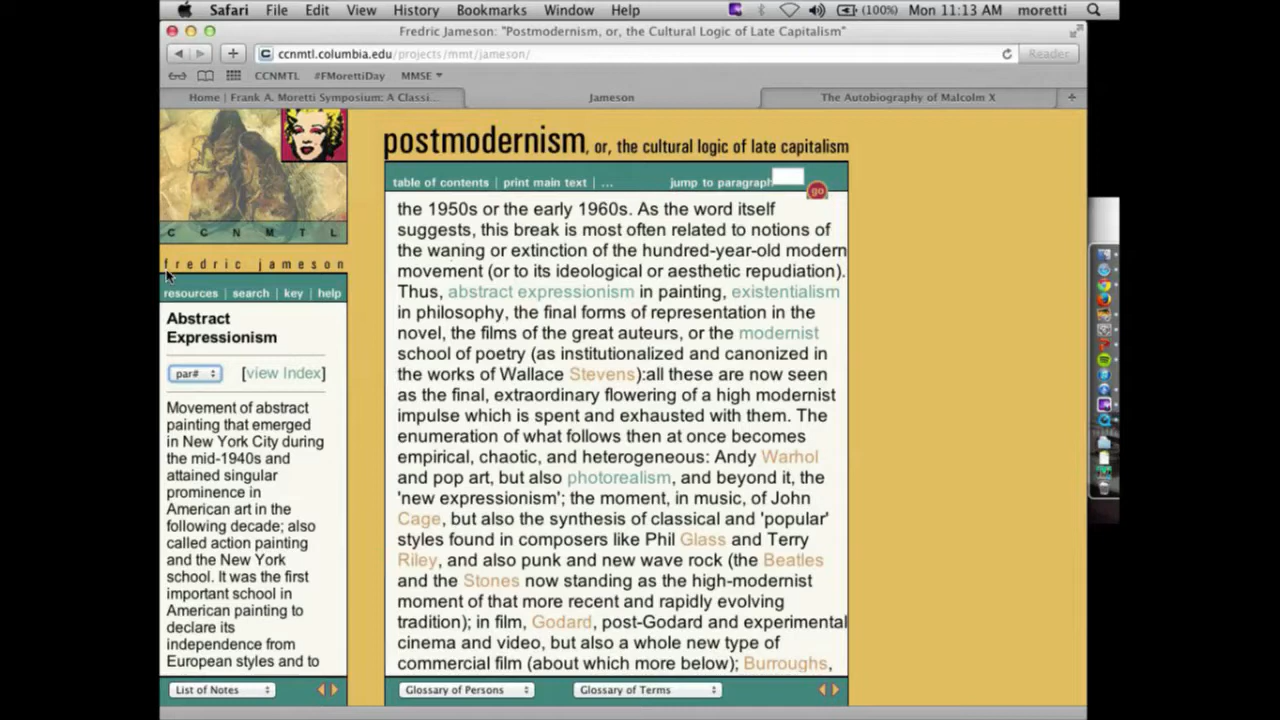 Safari File Edit View History Bookmarks Window Help (100%) Mon 11:13 AM moretti
Fredric Jameson: "Postmodernism, or, the Cultural Logic of Late Capitalism"
ccnmtl.columbia.edu/projects/mmt/jameson/
Reader
CCNMTL #FMorettiDay MMSE
Home | Frank A. Moretti Symposium: A Classi... Jameson The Autobiography of Malcolm X
C C N M T L
fredric jameson
resources | search | key | help
Abstract
Expressionism
par# [view Index]
Movement of abstract
painting that emerged
in New York City during
the mid-1940s and
attained singular
prominence in
American art in the
following decade; also
called action painting
and the New York
school. It was the first
important school in
American painting to
declare its
independence from
European styles and to
List of Notes
postmodernism, or, the cultural logic of late capitalism
table of contents | print main text | ... jump to paragraph go
the 1950s or the early 1960s. As the word itself
suggests, this break is most often related to notions of
the waning or extinction of the hundred-year-old modern
movement (or to its ideological or aesthetic repudiation).
Thus, abstract expressionism in painting, existentialism
in philosophy, the final forms of representation in the
novel, the films of the great auteurs, or the modernist
school of poetry (as institutionalized and canonized in
the works of Wallace Stevens):all these are now seen
as the final, extraordinary flowering of a high modernist
impulse which is spent and exhausted with them. The
enumeration of what follows then at once becomes
empirical, chaotic, and heterogeneous: Andy Warhol
and pop art, but also photorealism, and beyond it, the
'new expressionism'; the moment, in music, of John
Cage, but also the synthesis of classical and 'popular'
styles found in composers like Phil Glass and Terry
Riley, and also punk and new wave rock (the Beatles
and the Stones now standing as the high-modernist
moment of that more recent and rapidly evolving
tradition); in film, Godard, post-Godard and experimental
cinema and video, but also a whole new type of
commercial film (about which more below); Burroughs,
Glossary of Persons Glossary of Terms